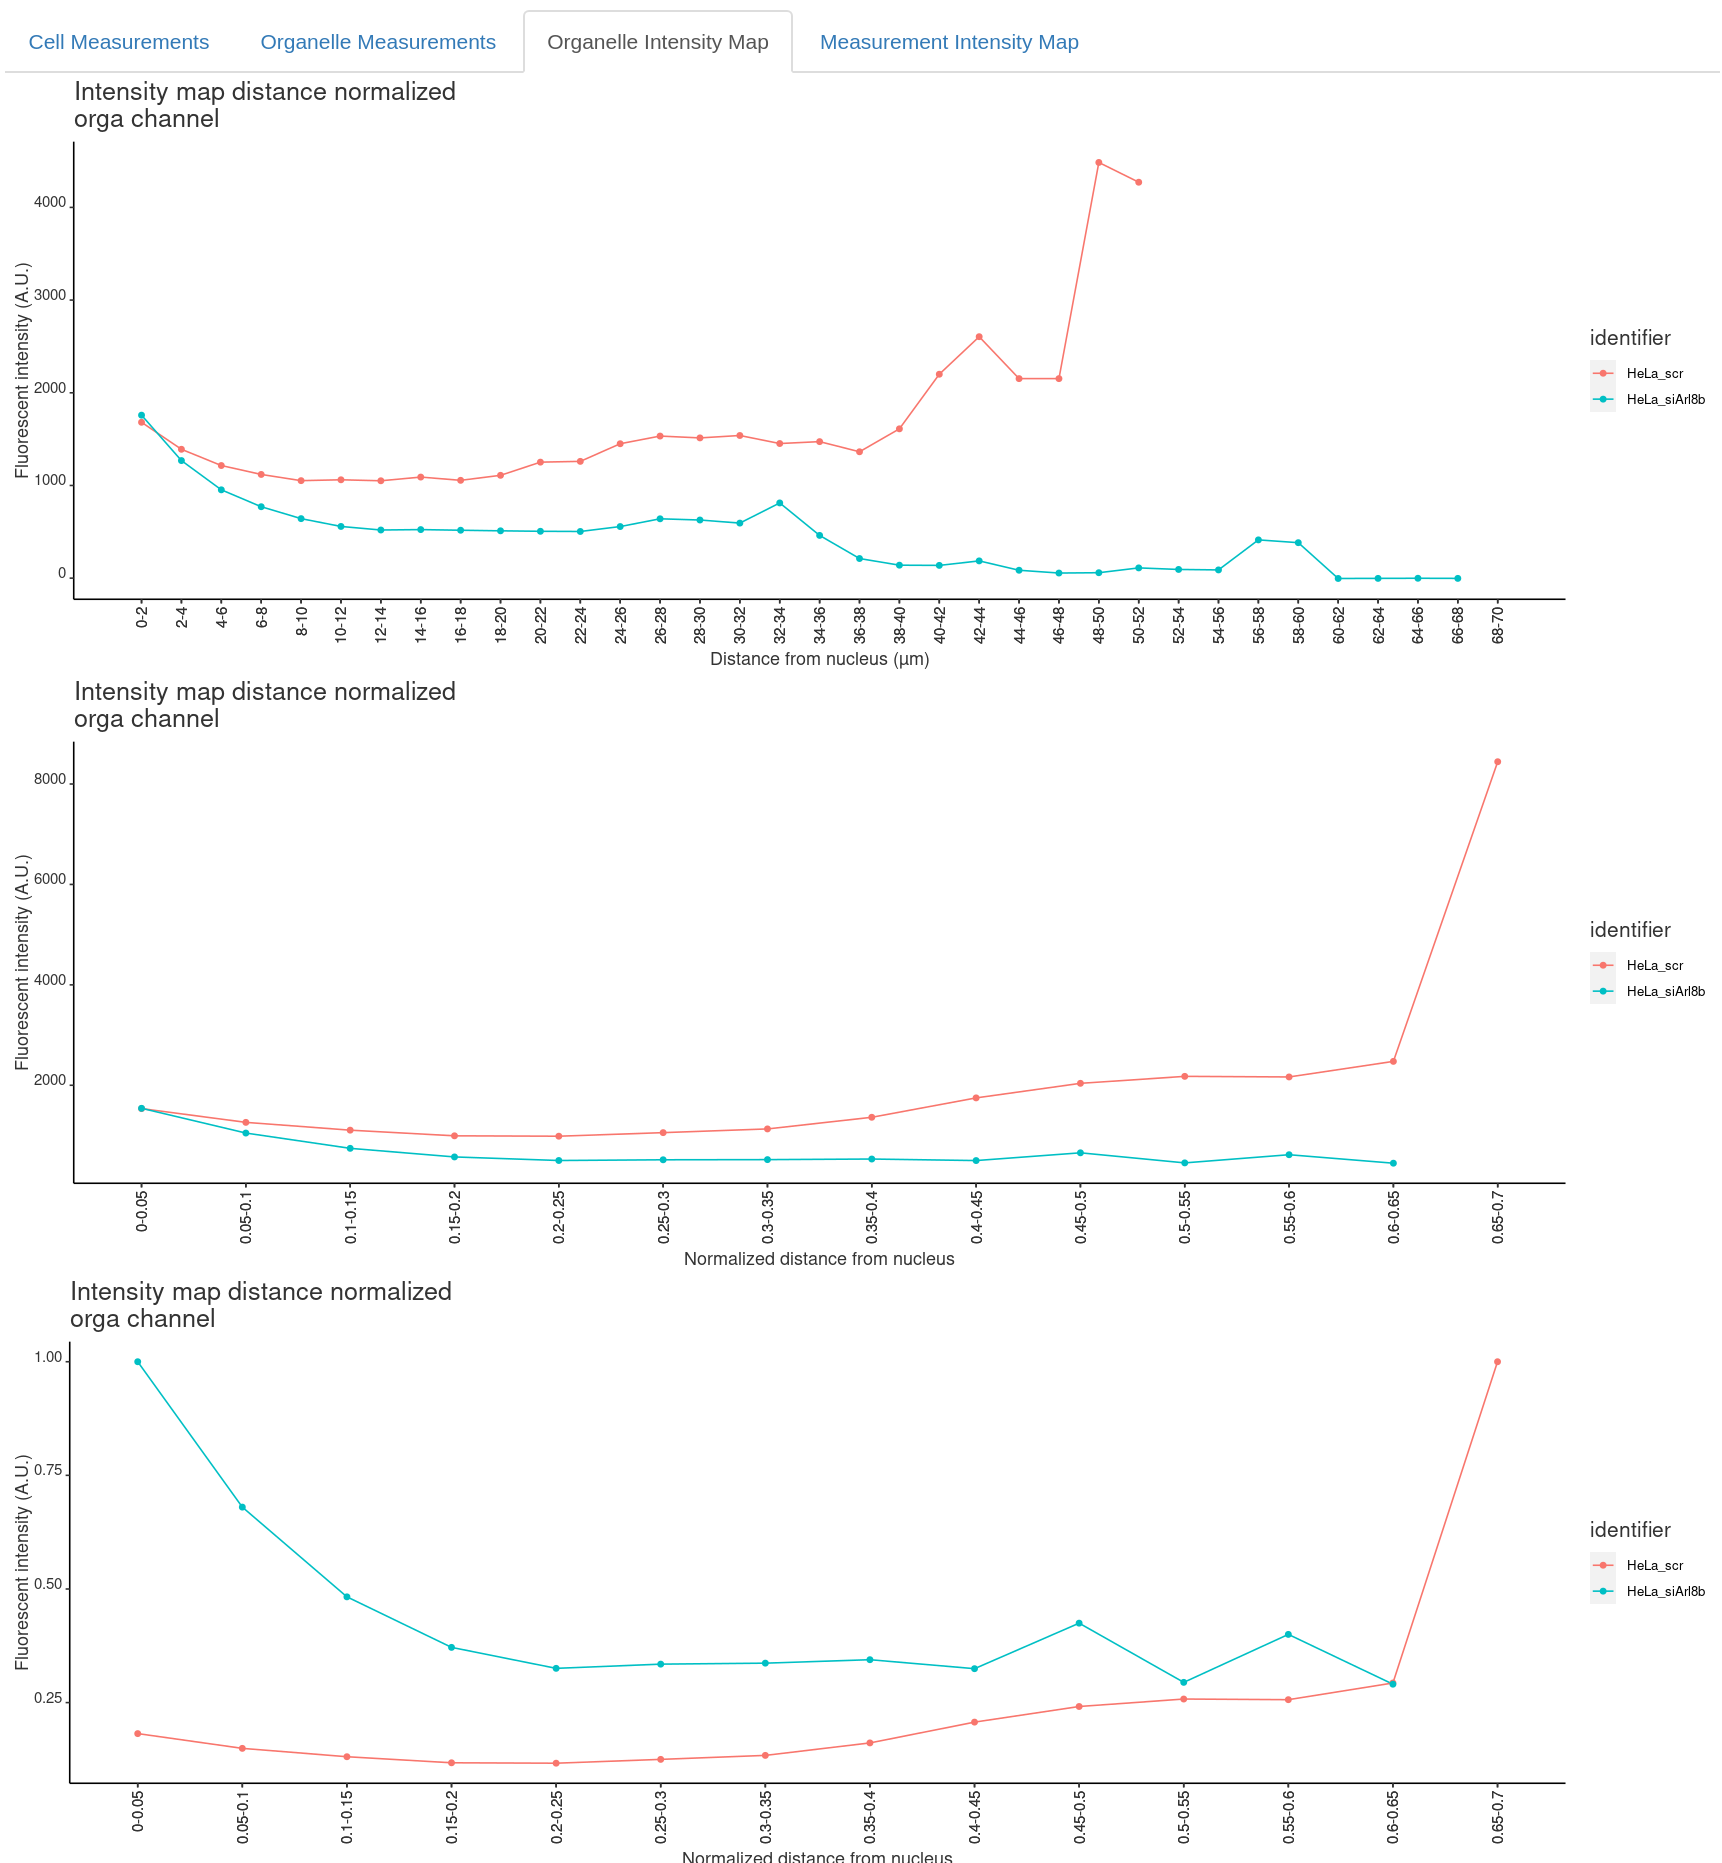 Cell Measurements Organelle Measurements Organelle Intensity Map Measurement Intensity Map
Intensity map distance normalized
orga channel
Fluorescent intensity (A.U.)
4000
3000
2000
1000
0
0-2 2-4 4-6 6-8 8-10 10-12 12-14 14-16 16-18 18-20 20-22 22-24 24-26 26-28 28-30 30-32 32-34 34-36 36-38 38-40 40-42 42-44 44-46 46-48 48-50 50-52 52-54 54-56 56-58 58-60 60-62 62-64 64-66 66-68 68-70
Distance from nucleus (µm)
identifier
HeLa_scr
HeLa_siArl8b
Intensity map distance normalized
orga channel
Fluorescent intensity (A.U.)
8000
6000
4000
2000
0-0.05 0.05-0.1 0.1-0.15 0.15-0.2 0.2-0.25 0.25-0.3 0.3-0.35 0.35-0.4 0.4-0.45 0.45-0.5 0.5-0.55 0.55-0.6 0.6-0.65 0.65-0.7
Normalized distance from nucleus
identifier
HeLa_scr
HeLa_siArl8b
Intensity map distance normalized
orga channel
Fluorescent intensity (A.U.)
1.00
0.75
0.50
0.25
0-0.05 0.05-0.1 0.1-0.15 0.15-0.2 0.2-0.25 0.25-0.3 0.3-0.35 0.35-0.4 0.4-0.45 0.45-0.5 0.5-0.55 0.55-0.6 0.6-0.65 0.65-0.7
Normalized distance from nucleus
identifier
HeLa_scr
HeLa_siArl8b